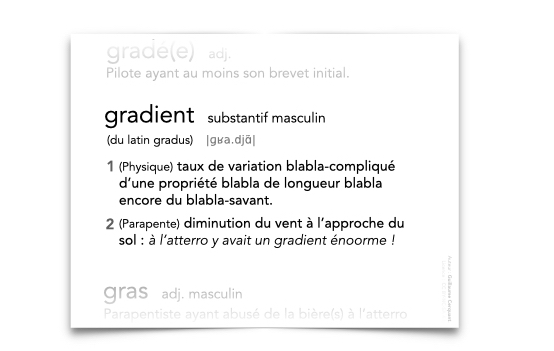 gradé(e) adj.
Pilote ayant au moins son brevet initial.
gradient substantif masculin
(du latin gradus) |gʁa.djɑ̃|
1 (Physique) taux de variation blabla-compliqué
d’une propriété blabla de longueur blabla
encore du blabla-savant.
2 (Parapente) diminution du vent à l’approche du
sol : à l’atterro y avait un gradient énoorme !
gras adj. masculin
Parapentiste ayant abusé de la bière(s) à l’atterro